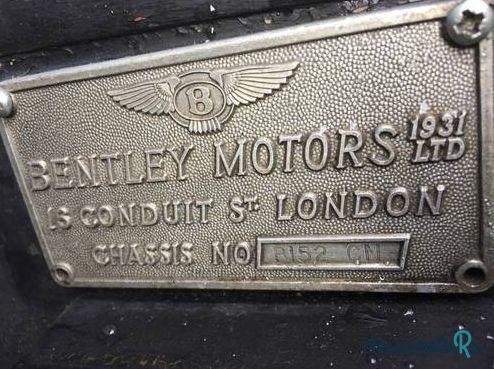 B
BENTLEY MOTORS 1931 LTD
16 CONDUIT ST. LONDON
CHASSIS NO B152 CN